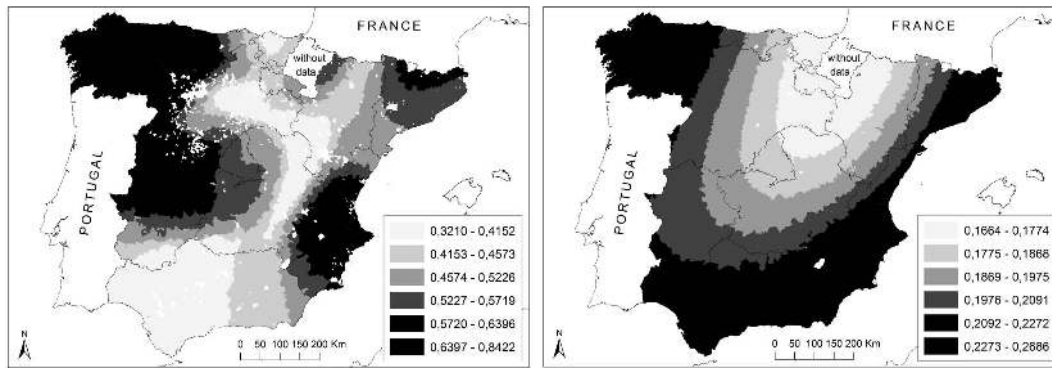 FRANCE
without
data
PORTUGAL
0.3210 - 0,4152
0.4153 - 0,4573
0.4574 - 0,5226
0.5227 - 0,5719
0.5720 - 0,6396
0.6397 - 0,8422
N
0 50 100 150 200 Km
FRANCE
without
data
PORTUGAL
0,1664 - 0,1774
0,1775 - 0,1868
0,1869 - 0,1975
0,1976 - 0,2091
0,2092 - 0,2272
0,2273 - 0,2686
N
0 50 100 150 200 Km